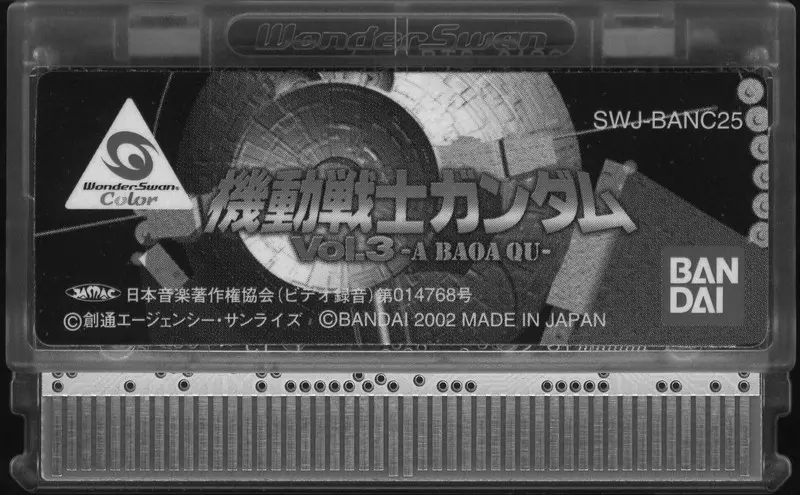 WonderSwan
SWJ-BANC25
WonderSwan
Color
機動戦士ガンダム
Vol.3 -A BAOA QU-
JASRAC 日本音楽著作権協会(ビデオ録音)第014768号
©創通エージェンシー・サンライズ ©BANDAI 2002 MADE IN JAPAN
BAN
DAI